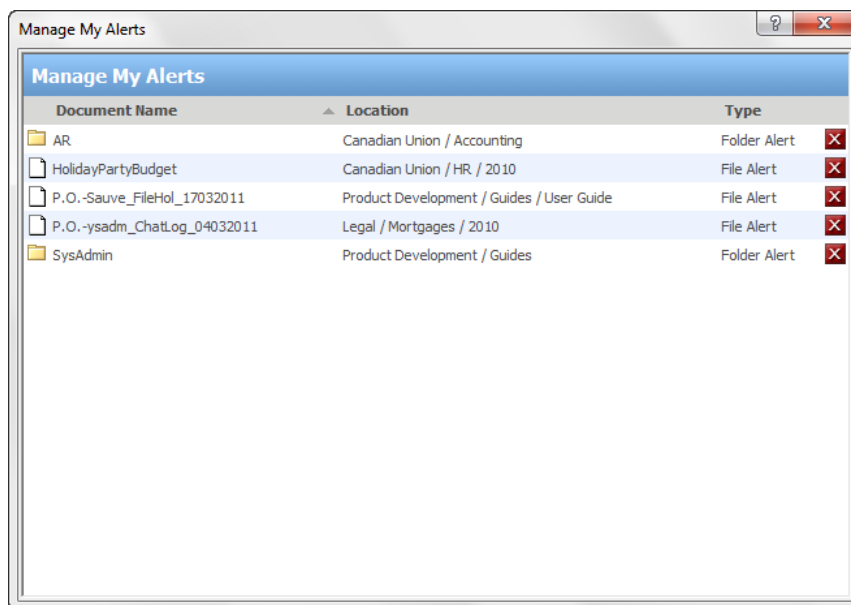 Manage My Alerts
?
X
Manage My Alerts
Document Name Location Type
AR Canadian Union / Accounting Folder Alert X
HolidayPartyBudget Canadian Union / HR / 2010 File Alert X
P.O.-Sauve_FileHol_17032011 Product Development / Guides / User Guide File Alert X
P.O.-ysadm_ChatLog_04032011 Legal / Mortgages / 2010 File Alert X
SysAdmin Product Development / Guides Folder Alert X